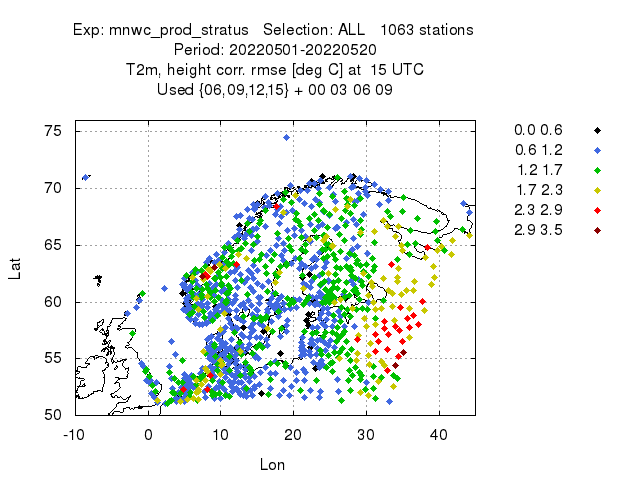 Exp: mnwc_prod_stratus   Selection: ALL   1063 stations
Period: 20220501-20220520
T2m, height corr. rmse [deg C] at  15 UTC
Used {06,09,12,15} + 00 03 06 09
0.0 0.6
0.6 1.2
1.2 1.7
1.7 2.3
2.3 2.9
2.9 3.5
75
70
65
60
55
50
Lat
-10 0 10 20 30 40
Lon